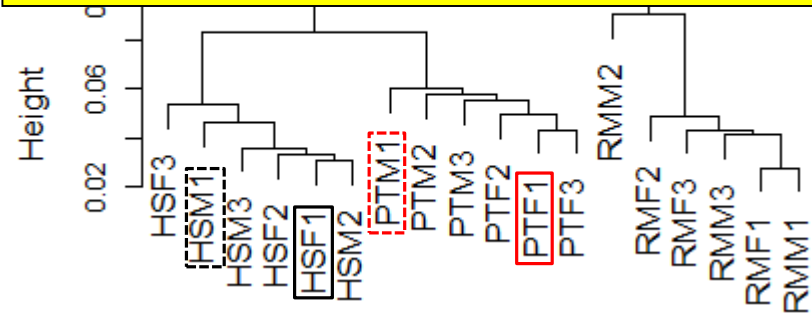 Height
0.06
0.02
HSF3
HSM1
HSM3
HSF2
HSF1
HSM2
PTM1
PTM2
PTM3
PTF2
PTF1
PTF3
RMM2
RMF2
RMF3
RMM3
RMF1
RMM1